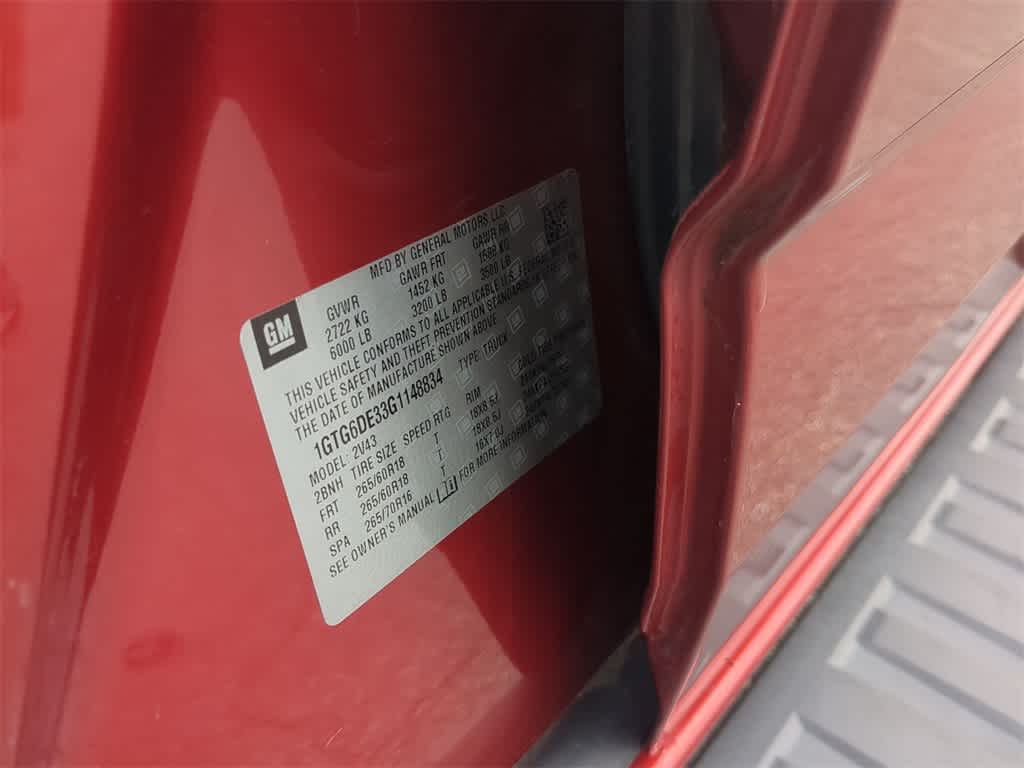 GM
MFD BY GENERAL MOTORS LLC
GVWR GAWR FRT GAWR RR
2722 KG 1452 KG 1588 KG
6000 LB 3200 LB 3500 LB
THIS VEHICLE CONFORMS TO ALL APPLICABLE U.S. FEDERAL
VEHICLE SAFETY AND THEFT PREVENTION STANDARDS
THE DATE OF MANUFACTURE SHOWN ABOVE
1GTG6DE33G1148834 TYPE: TRUCK
MODEL: 2V43
2BNH TIRE SIZE SPEED RTG RIM
FRT 265/60R18 T 18X8.5J
RR 265/60R18 T 18X8.5J
SPA 265/70R16 T 16X7.0J
SEE OWNER'S MANUAL FOR MORE INFORMATION